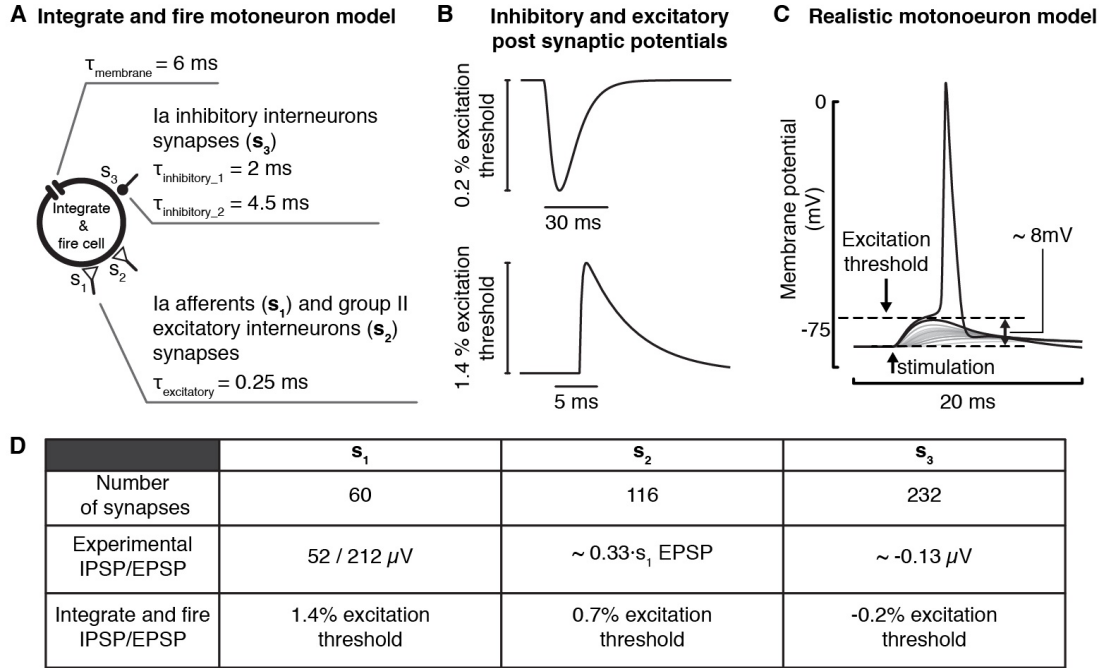 A Integrate and fire motoneuron model
τmembrane = 6 ms
Ia inhibitory interneurons
synapses (s3)
τinhibitory_1 = 2 ms
τinhibitory_2 = 4.5 ms
s3
Integrate
&
fire cell
s1
s2
Ia afferents (s1) and group II
excitatory interneurons (s2)
synapses
τexcitatory = 0.25 ms
B Inhibitory and excitatory
post synaptic potentials
0.2 % excitation
threshold
30 ms
1.4 % excitation
threshold
5 ms
C Realistic motonoeuron model
Membrane potential
(mV)
0
-75
Excitation
threshold
~ 8mV
stimulation
20 ms
D
s1 s2 s3
Number
of synapses
60 116 232
Experimental
IPSP/EPSP
52 / 212 µV
~ 0.33·s1 EPSP
~ -0.13 µV
Integrate and fire
IPSP/EPSP
1.4% excitation
threshold
0.7% excitation
threshold
-0.2% excitation
threshold